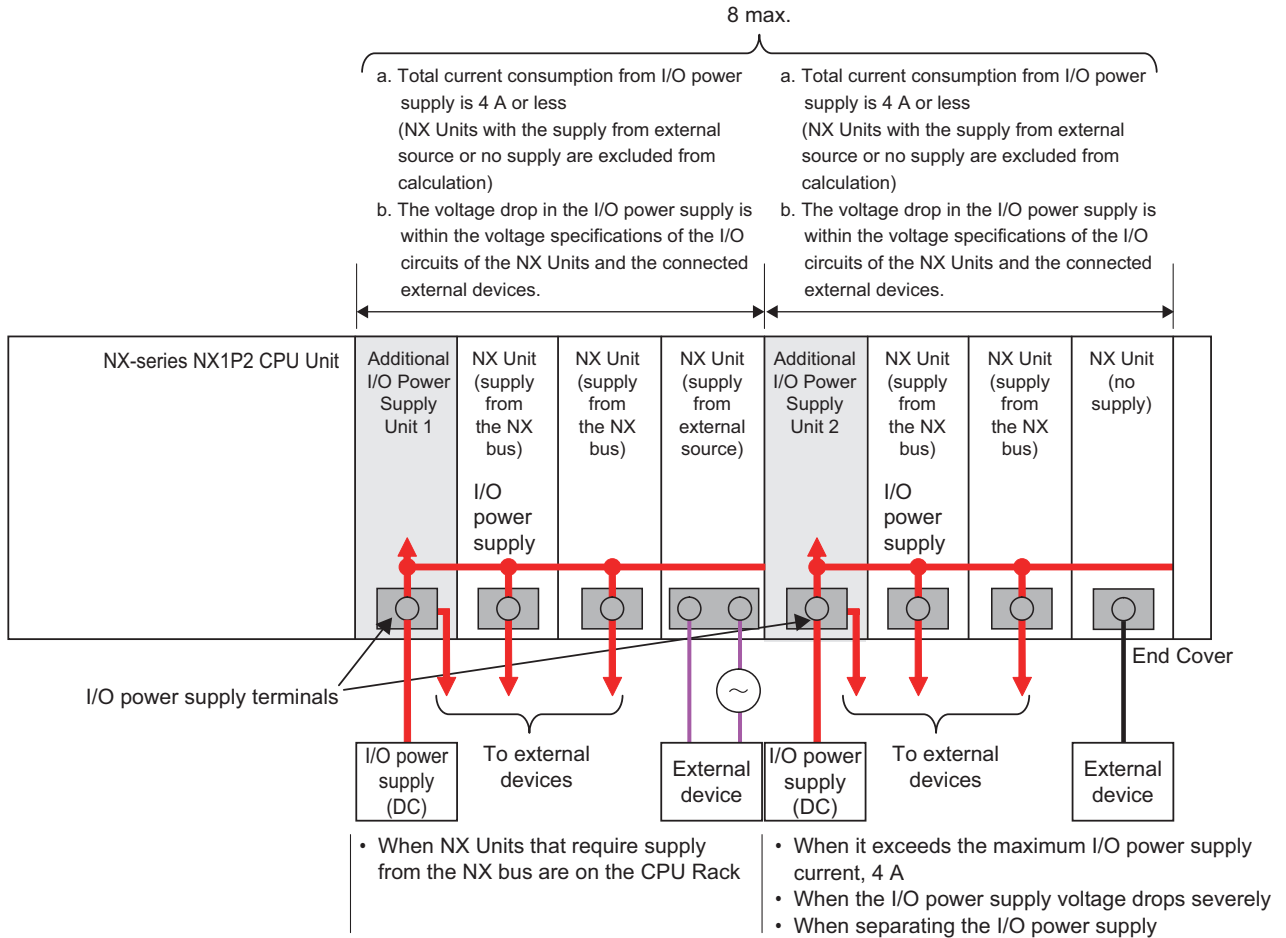 8 max.
a. Total current consumption from I/O power
supply is 4 A or less
(NX Units with the supply from external
source or no supply are excluded from
calculation)
b. The voltage drop in the I/O power supply is
within the voltage specifications of the I/O
circuits of the NX Units and the connected
external devices.
a. Total current consumption from I/O power
supply is 4 A or less
(NX Units with the supply from external
source or no supply are excluded from
calculation)
b. The voltage drop in the I/O power supply is
within the voltage specifications of the I/O
circuits of the NX Units and the connected
external devices.
NX-series NX1P2 CPU Unit
Additional
I/O Power
Supply
Unit 1
NX Unit
(supply
from
the NX
bus)
I/O
power
supply
NX Unit
(supply
from
the NX
bus)
NX Unit
(supply
from
external
source)
Additional
I/O Power
Supply
Unit 2
NX Unit
(supply
from
the NX
bus)
I/O
power
supply
NX Unit
(supply
from
the NX
bus)
NX Unit
(no
supply)
End Cover
I/O power supply terminals
I/O power
supply
(DC)
To external
devices
External
device
I/O power
supply
(DC)
To external
devices
External
device
• When NX Units that require supply
from the NX bus are on the CPU Rack
• When it exceeds the maximum I/O power supply
current, 4 A
• When the I/O power supply voltage drops severely
• When separating the I/O power supply